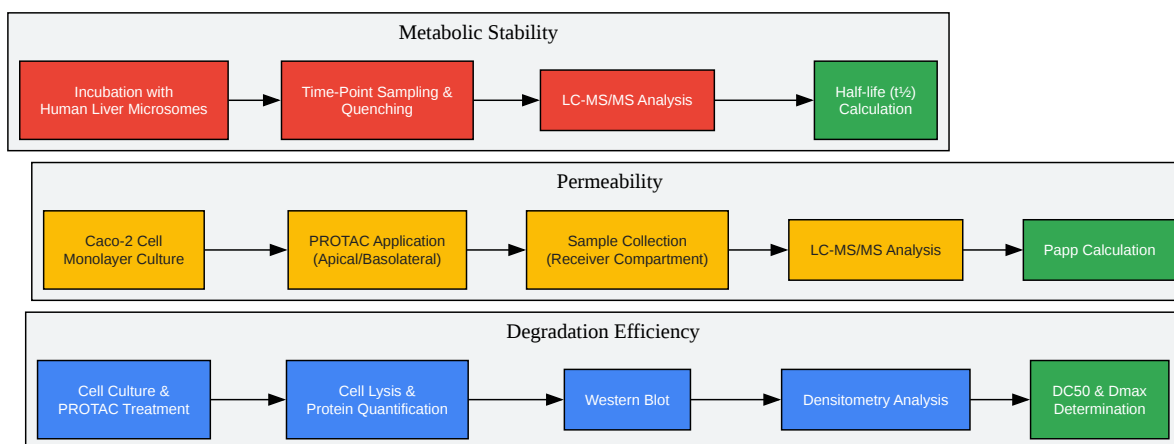 Metabolic Stability
Incubation with
Human Liver Microsomes
Time-Point Sampling &
Quenching
LC-MS/MS Analysis
Half-life (t½)
Calculation
Permeability
Caco-2 Cell
Monolayer Culture
PROTAC Application
(Apical/Basolateral)
Sample Collection
(Receiver Compartment)
LC-MS/MS Analysis
Papp Calculation
Degradation Efficiency
Cell Culture &
PROTAC Treatment
Cell Lysis &
Protein Quantification
Western Blot
Densitometry Analysis
DC50 & Dmax
Determination